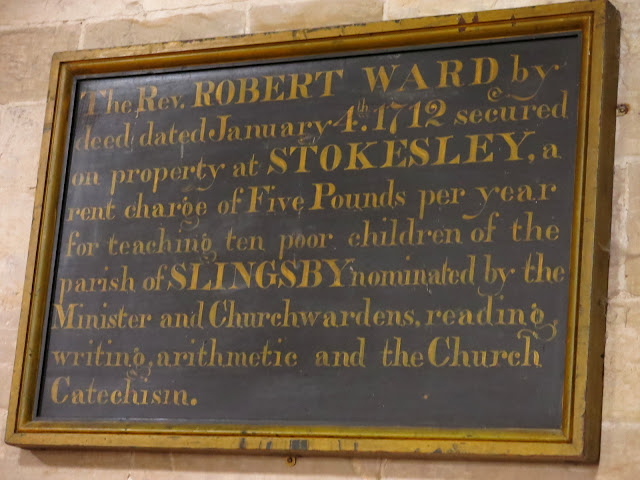 The Rev. ROBERT WARD by
deed dated January 4th. 1712 secured
on property at STOKESLEY, a
rent charge of Five Pounds per year
for teaching ten poor children of the
parish of SLINGSBY nominated by the
Minister and Churchwardens, reading,
writing, arithmetic and the Church
Catechism.